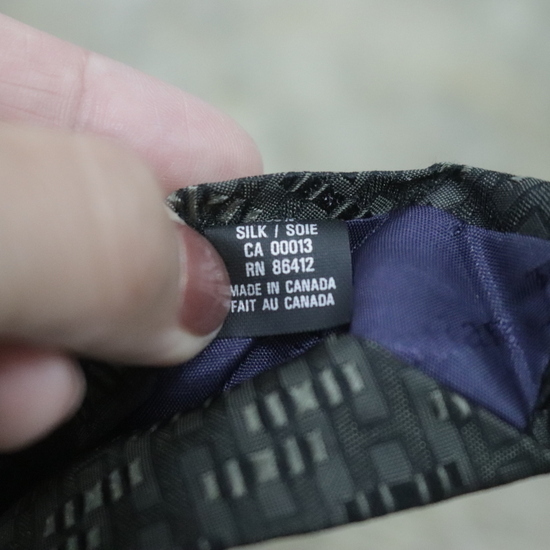 SILK / SOIE
CA 00013
RN 86412
MADE IN CANADA
FAIT AU CANADA